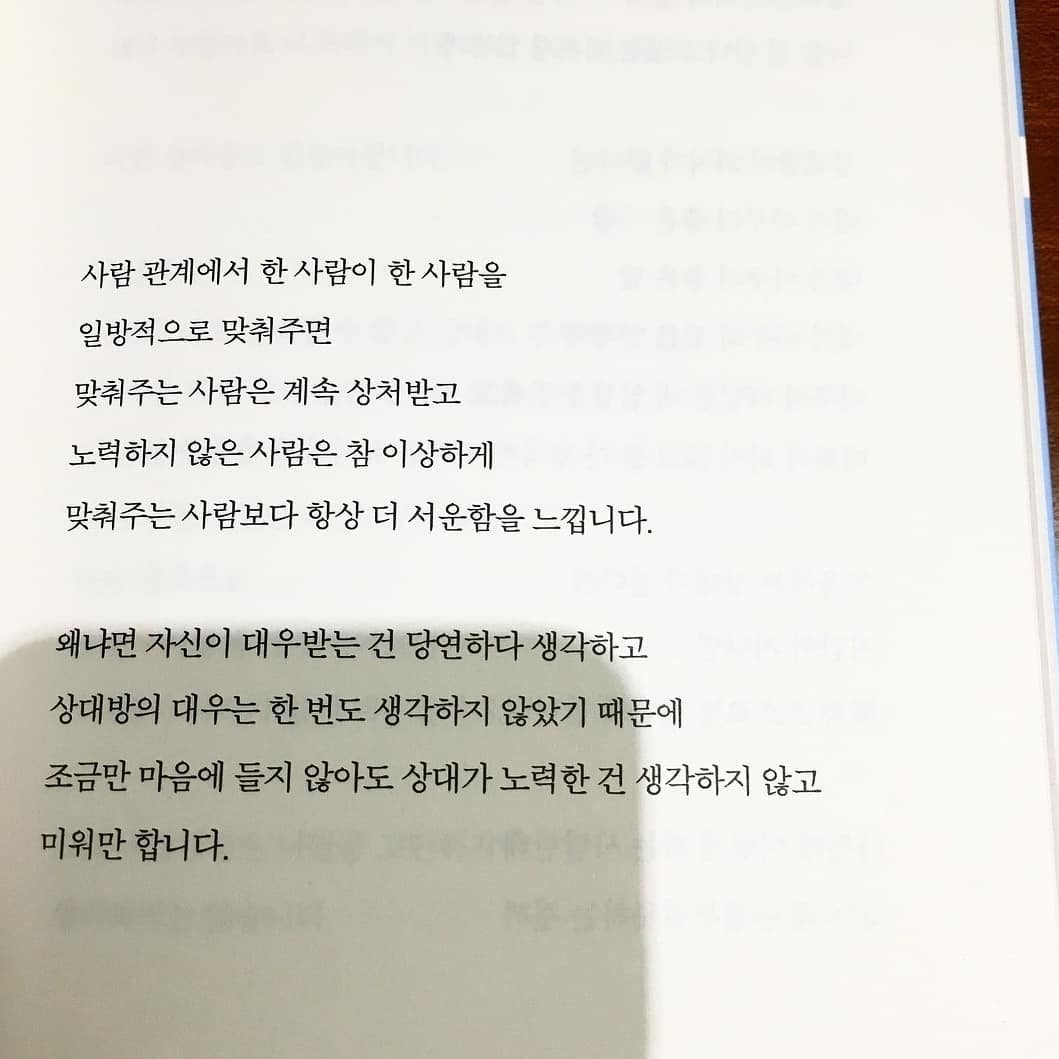 사람 관계에서 한 사람이 한 사람을
일방적으로 맞춰주면
맞춰주는 사람은 계속 상처받고
노력하지 않은 사람은 참 이상하게
맞춰주는 사람보다 항상 더 서운함을 느낍니다.
왜냐면 자신이 대우받는 건 당연하다 생각하고
상대방의 대우는 한 번도 생각하지 않았기 때문에
조금만 마음에 들지 않아도 상대가 노력한 건 생각하지 않고
미워만 합니다.